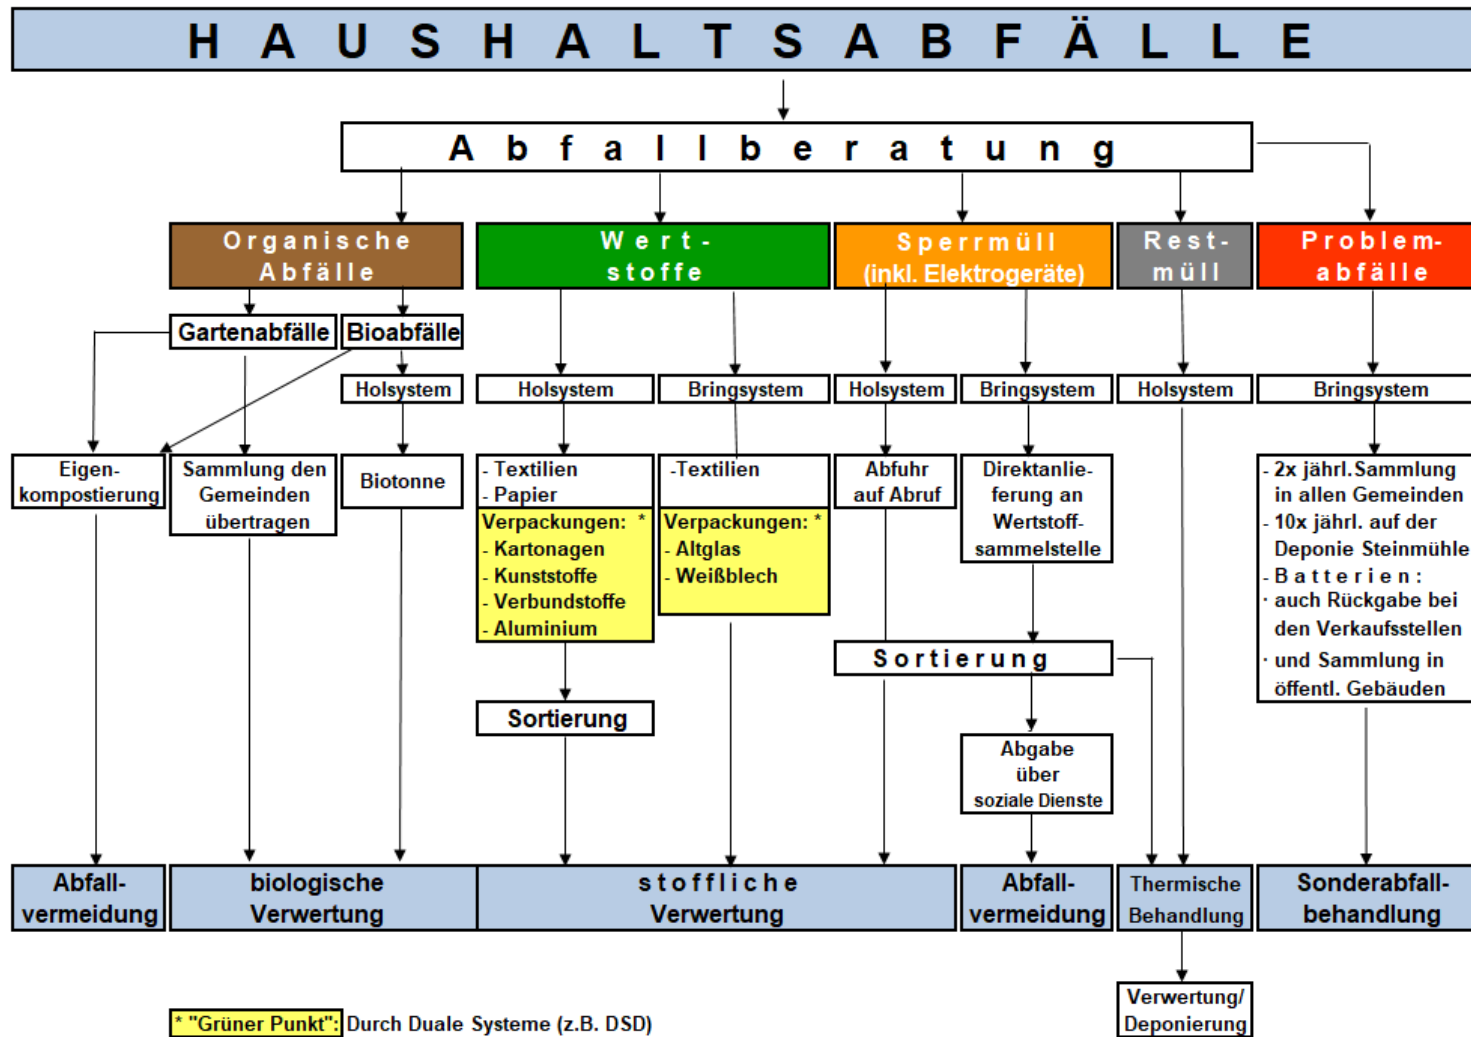 HAUSHALTSABFÄLLE
Abfallberatung
Organische
Abfälle
Wert-
stoffe
Sperrmüll
(inkl. Elektrogeräte)
Rest-
müll
Problem-
abfälle
Gartenabfälle
Bioabfälle
Holsystem
Holsystem
Bringsystem
Holsystem
Bringsystem
Holsystem
Bringsystem
Eigen-
kompostierung
Sammlung den
Gemeinden
übertragen
Biotonne
- Textilien
- Papier
Verpackungen: *
- Kartonagen
- Kunststoffe
- Verbundstoffe
- Aluminium
-Textilien
Verpackungen: *
- Altglas
- Weißblech
Abfuhr
auf Abruf
Direktanlie-
ferung an
Wertstoff-
sammelstelle
- 2x jährl.Sammlung
in allen Gemeinden
- 10x jährl. auf der
Deponie Steinmühle
- Batterien:
· auch Rückgabe bei
den Verkaufsstellen
· und Sammlung in
öffentl. Gebäuden
Sortierung
Sortierung
Abgabe
über
soziale Dienste
Abfall-
vermeidung
biologische
Verwertung
stoffliche
Verwertung
Abfall-
vermeidung
Thermische
Behandlung
Sonderabfall-
behandlung
Verwertung/
Deponierung
* "Grüner Punkt": Durch Duale Systeme (z.B. DSD)